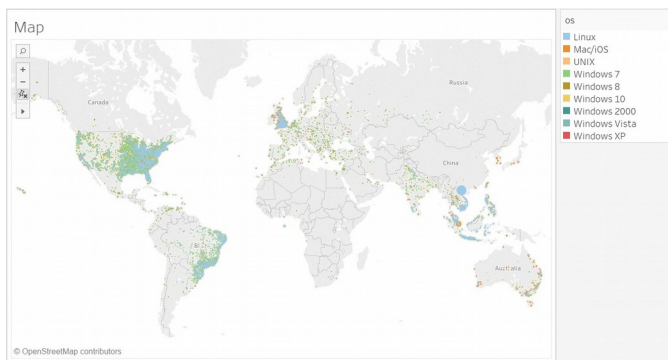 Map
os
Linux
Mac/iOS
UNIX
Windows 7
Windows 8
Windows 10
Windows 2000
Windows Vista
Windows XP
Russia
Canada
China
Australia
© OpenStreetMap contributors